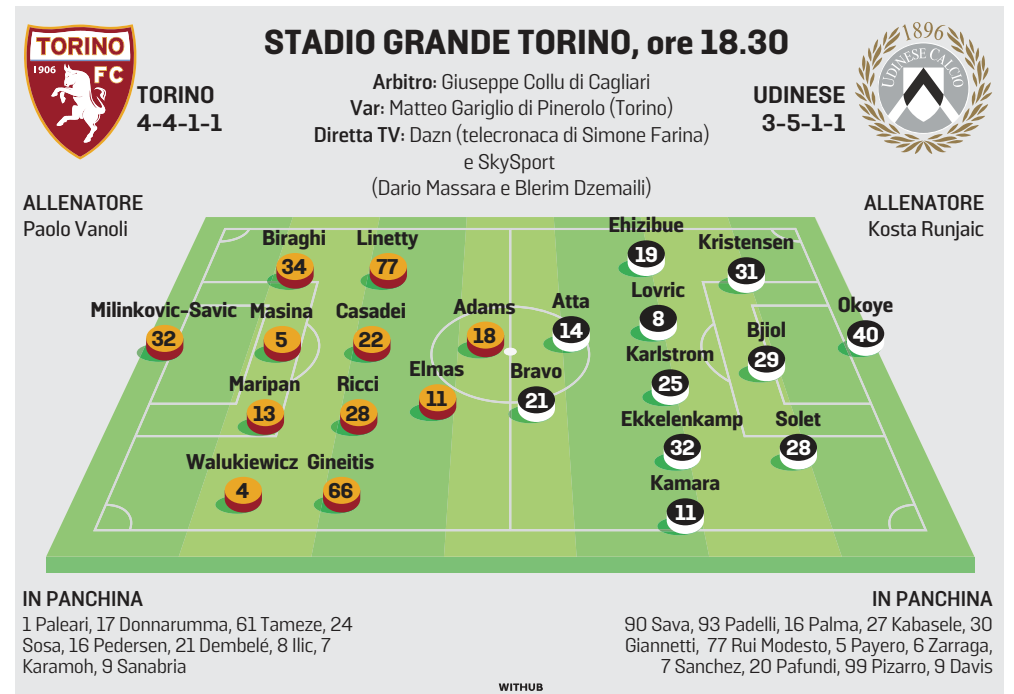 TORINO
1906 FC
STADIO GRANDE TORINO, ore 18.30
1896
UDINESE CALCIO
Arbitro: Giuseppe Collu di Cagliari
Var: Matteo Gariglio di Pinerolo (Torino)
Diretta TV: Dazn (telecronaca di Simone Farina)
e SkySport
(Dario Massara e Blerim Dzemaili)
TORINO
4-4-1-1
UDINESE
3-5-1-1
ALLENATORE
Paolo Vanoli
ALLENATORE
Kosta Runjaic
Milinkovic-Savic
32
Biraghi
34
Masina
5
Maripan
13
Walukiewicz
4
Linetty
77
Casadei
22
Ricci
28
Gineitis
66
Elmas
11
Adams
18
Atta
14
Bravo
21
Ehizibue
19
Lovric
8
Karlstrom
25
Ekkelenkamp
32
Kamara
11
Kristensen
31
Bjiol
29
Solet
28
Okoye
40
IN PANCHINA
1 Paleari, 17 Donnarumma, 61 Tameze, 24
Sosa, 16 Pedersen, 21 Dembelé, 8 Ilic, 7
Karamoh, 9 Sanabria
IN PANCHINA
90 Sava, 93 Padelli, 16 Palma, 27 Kabasele, 30
Giannetti, 77 Rui Modesto, 5 Payero, 6 Zarraga,
7 Sanchez, 20 Pafundi, 99 Pizarro, 9 Davis
WITHUB